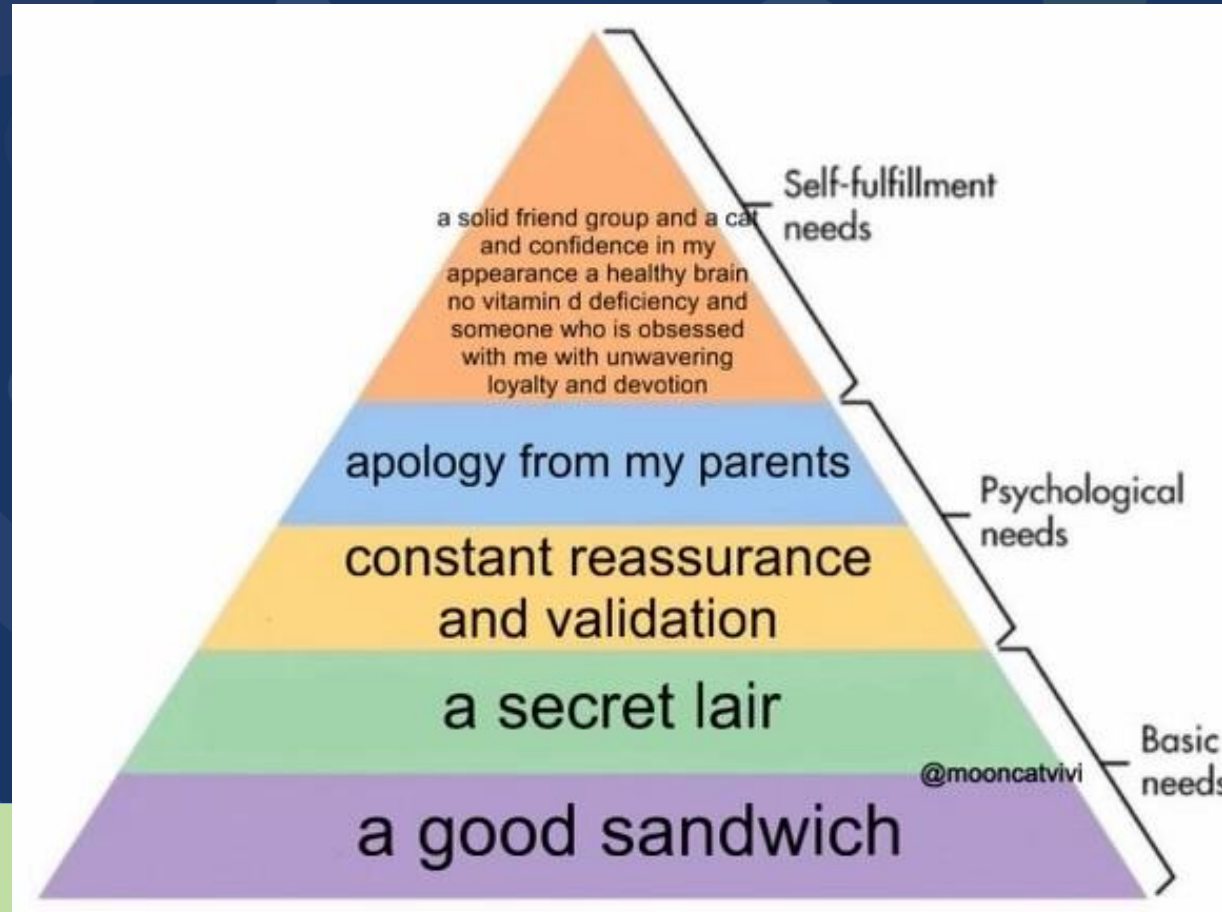 a solid friend group and a cat
and confidence in my
appearance a healthy brain
no vitamin d deficiency and
someone who is obsessed
with me with unwavering
loyalty and devotion
Self-fulfillment
needs
apology from my parents
constant reassurance
and validation
Psychological
needs
a secret lair
@mooncatvivi
a good sandwich
Basic
needs